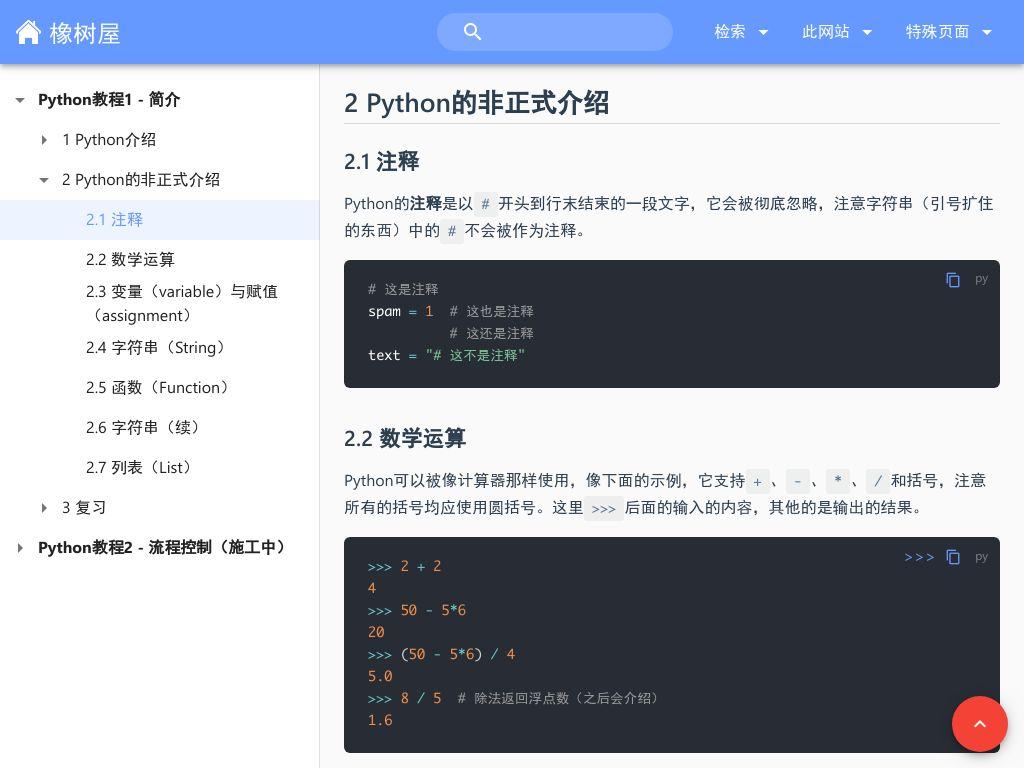 橡树屋
检索
此网站
特殊页面
Python教程1 - 简介
1 Python介绍
2 Python的非正式介绍
2.1 注释
2.2 数学运算
2.3 变量（variable）与赋值
（assignment）
2.4 字符串（String）
2.5 函数（Function）
2.6 字符串（续）
2.7 列表（List）
3 复习
Python教程2 - 流程控制（施工中）
2 Python的非正式介绍
2.1 注释
Python的注释是以 # 开头到行末结束的一段文字，它会被彻底忽略，注意字符串（引号扩住
的东西）中的 # 不会被作为注释。
py
# 这是注释
spam = 1  # 这也是注释
          # 这还是注释
text = "# 这不是注释"
2.2 数学运算
Python可以被像计算器那样使用，像下面的示例，它支持 + 、 - 、 * 、 / 和括号，注意
所有的括号均应使用圆括号。这里 >>> 后面的输入的内容，其他的是输出的结果。
>>> py
>>> 2 + 2
4
>>> 50 - 5*6
20
>>> (50 - 5*6) / 4
5.0
>>> 8 / 5  # 除法返回浮点数（之后会介绍）
1.6